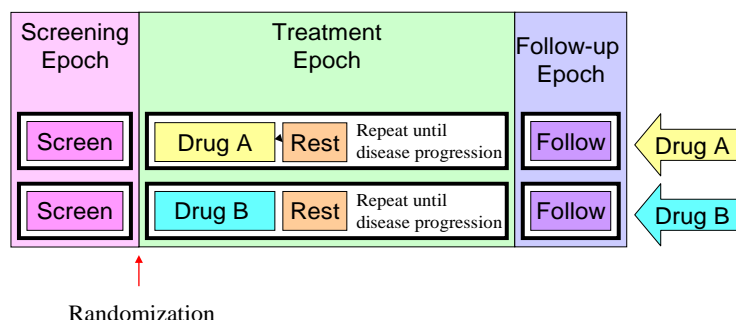 Screening
Epoch
Treatment
Epoch
Follow-up
Epoch
Screen
Drug A
Rest
Repeat until
disease progression
Follow
Drug A
Screen
Drug B
Rest
Repeat until
disease progression
Follow
Drug B
Randomization